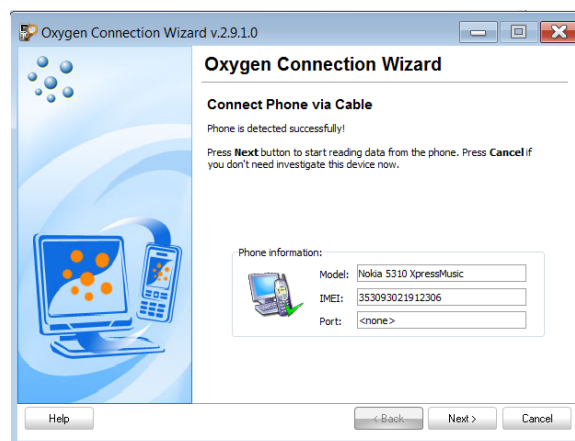 Oxygen Connection Wizard v.2.9.1.0
Oxygen Connection Wizard
Connect Phone via Cable
Phone is detected successfully!
Press Next button to start reading data from the phone. Press Cancel if
you don't need investigate this device now.
Phone information:
Model: Nokia 5310 XpressMusic
IMEI: 353093021912306
Port: <none>
Help < Back Next > Cancel